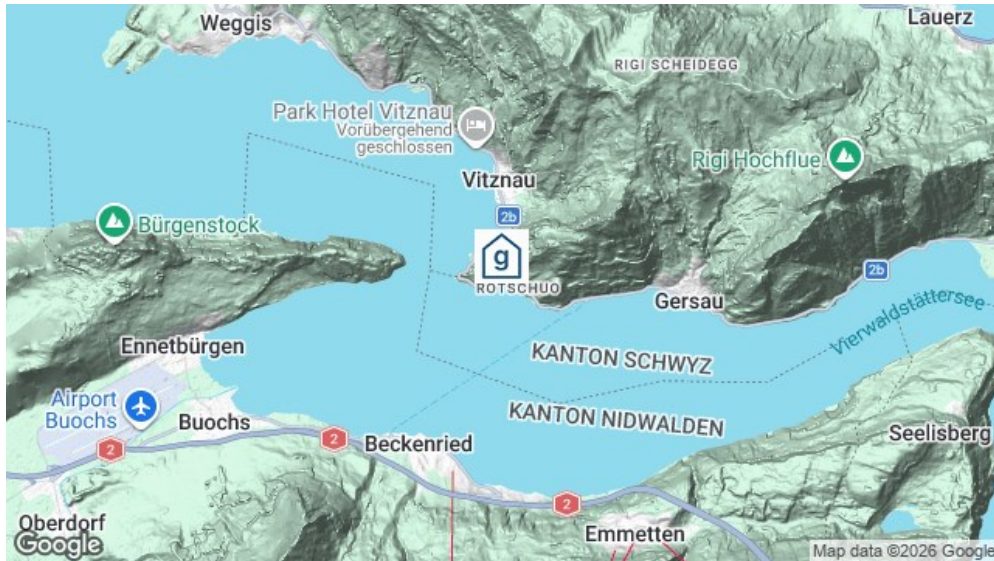 Weggis
Lauerz
RIGI SCHEIDEGG
Park Hotel Vitznau
Vorübergehend
geschlossen
Rigi Hochflue
Vitznau
2b
Bürgenstock
g
ROTSCHUO
2b
Gersau
Vierwaldstättersee
Ennetbürgen
KANTON SCHWYZ
Airport
Buochs
Buochs
KANTON NIDWALDEN
2
2
Beckenried
Seelisberg
2
Oberdorf
Emmetten
Google
Map data ©2026 Google